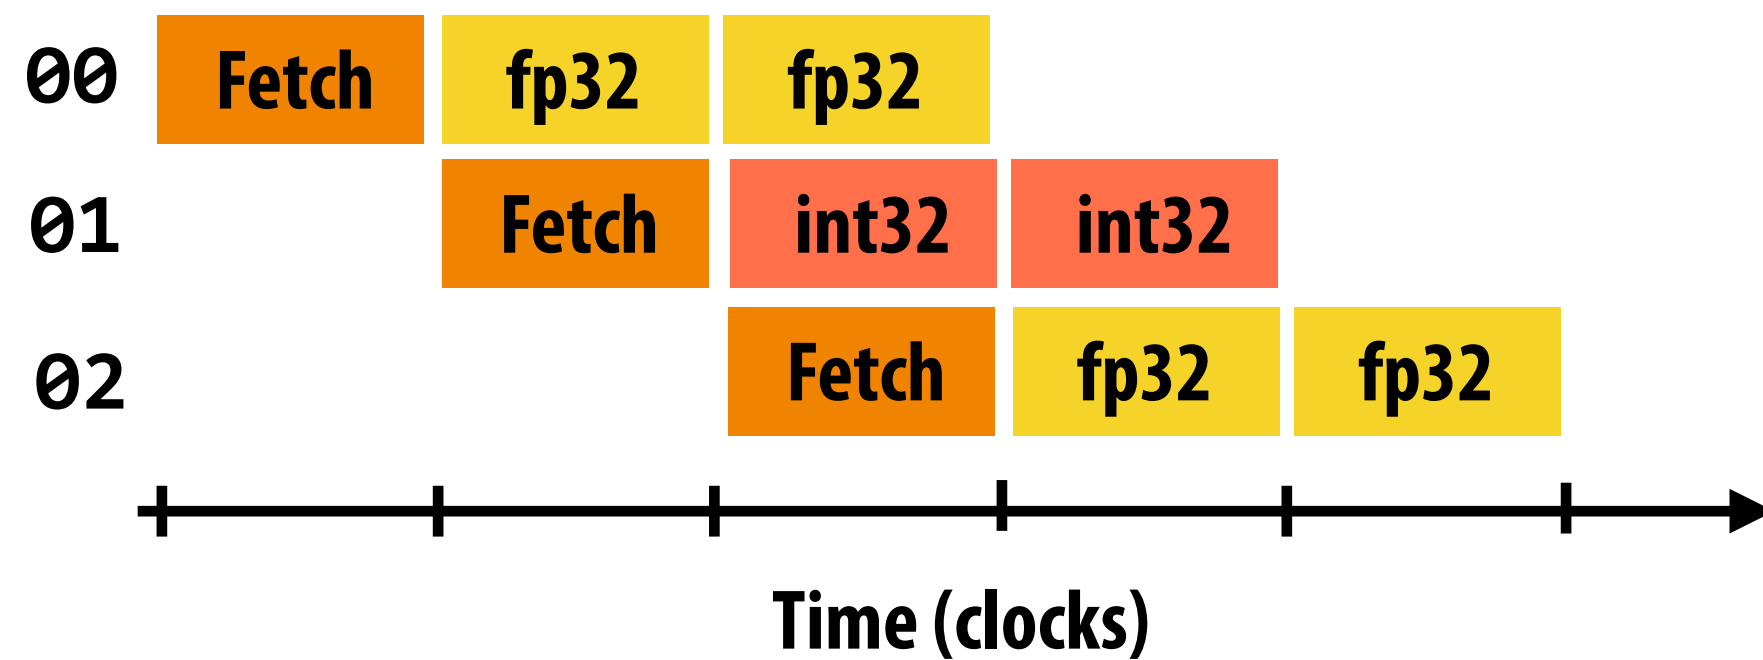 00 Fetch fp32 fp32
01 Fetch int32 int32
02 Fetch fp32 fp32
Time (clocks)